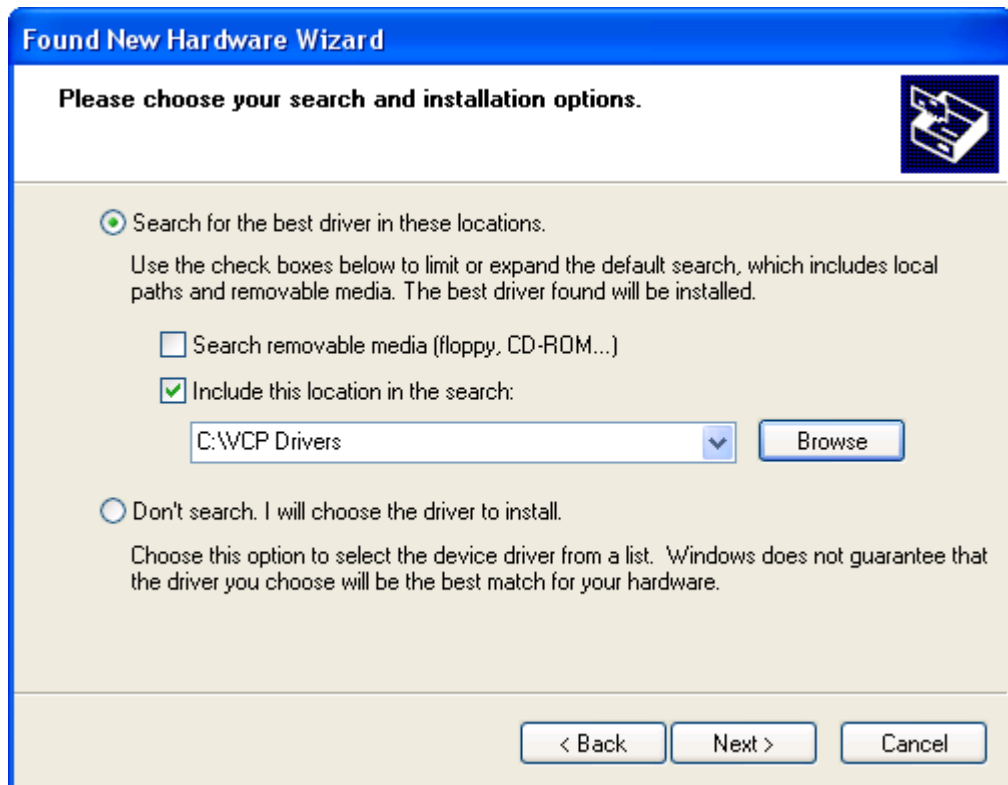 Found New Hardware Wizard
Please choose your search and installation options.
Search for the best driver in these locations.
Use the check boxes below to limit or expand the default search, which includes local
paths and removable media. The best driver found will be installed.
Search removable media (floppy, CD-ROM...)
Include this location in the search:
C:\VCP Drivers
Browse
Don't search. I will choose the driver to install.
Choose this option to select the device driver from a list.  Windows does not guarantee that
the driver you choose will be the best match for your hardware.
< Back
Next >
Cancel